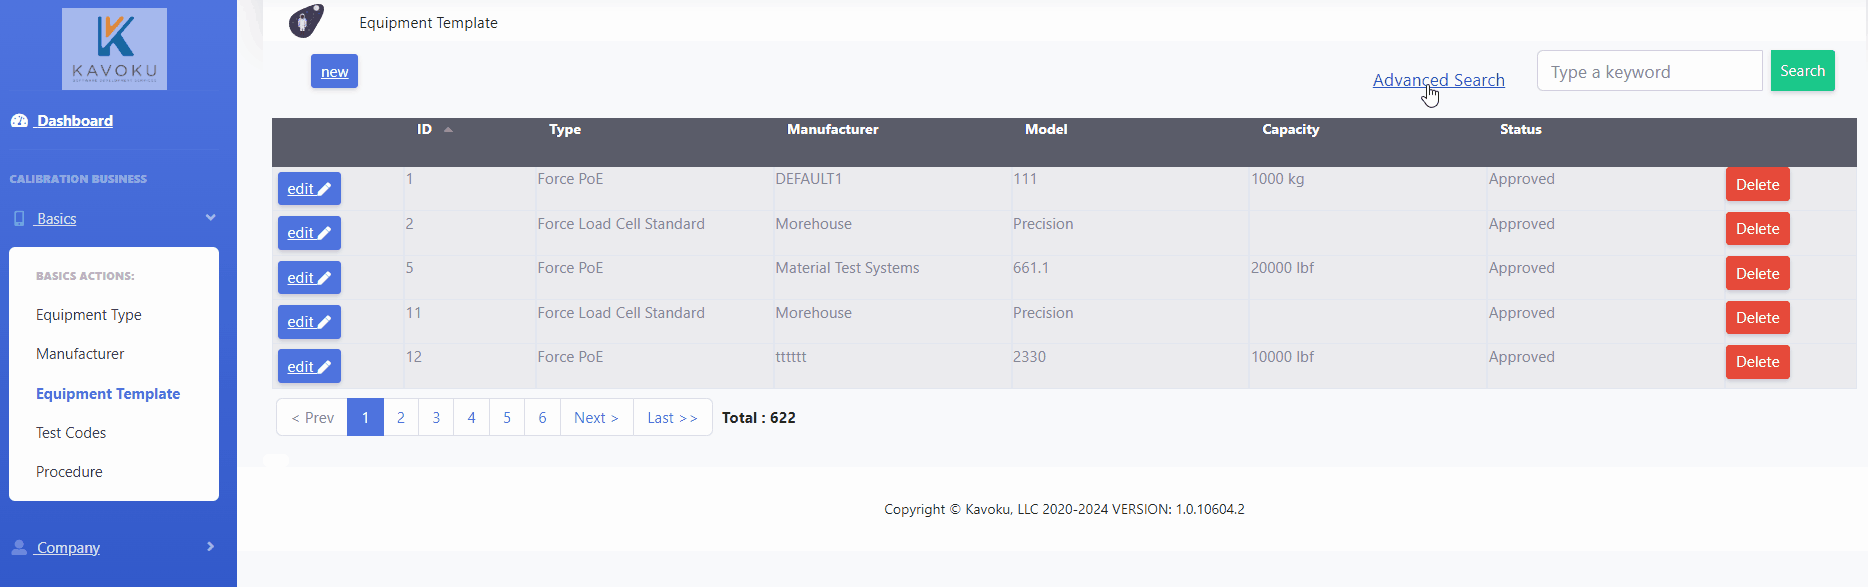 KAVOKU
Equipment Template
new
Advanced Search
Type a keyword
Search
Dashboard
CALIBRATION BUSINESS
Basics
BASICS ACTIONS:
Equipment Type
Manufacturer
Equipment Template
Test Codes
Procedure
Company
ID Type Manufacturer Model Capacity Status
edit 1 Force PoE DEFAULT1 111 1000 kg Approved Delete
edit 2 Force Load Cell Standard Morehouse Precision Approved Delete
edit 5 Force PoE Material Test Systems 661.1 20000 lbf Approved Delete
edit 11 Force Load Cell Standard Morehouse Precision Approved Delete
edit 12 Force PoE tttttt 2330 10000 lbf Approved Delete
< Prev 1 2 3 4 5 6 Next > Last >> Total : 622
Copyright © Kavoku, LLC 2020-2024 VERSION: 1.0.10604.2